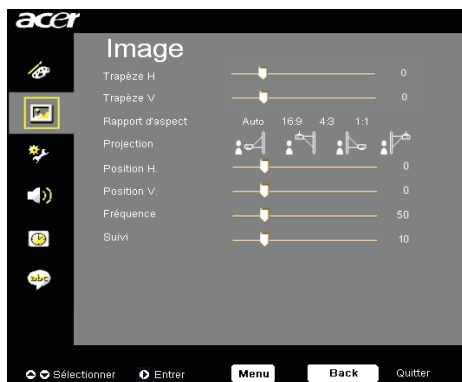 acer
Image
Trapèze H 0
Trapèze V 0
Rapport d'aspect Auto 16:9 4:3 1:1
Projection
Position H. 0
Position V. 0
Fréquence 50
Suivi 10
abc
Sélectionner Entrer Menu Back Quitter